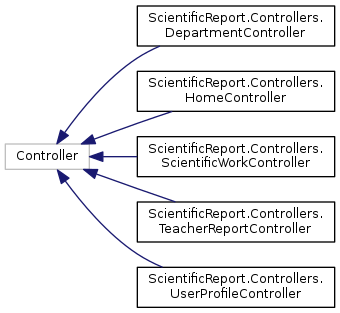 ScientificReport.Controllers.
DepartmentController
ScientificReport.Controllers.
HomeController
Controller
ScientificReport.Controllers.
ScientificWorkController
ScientificReport.Controllers.
TeacherReportController
ScientificReport.Controllers.
UserProfileController